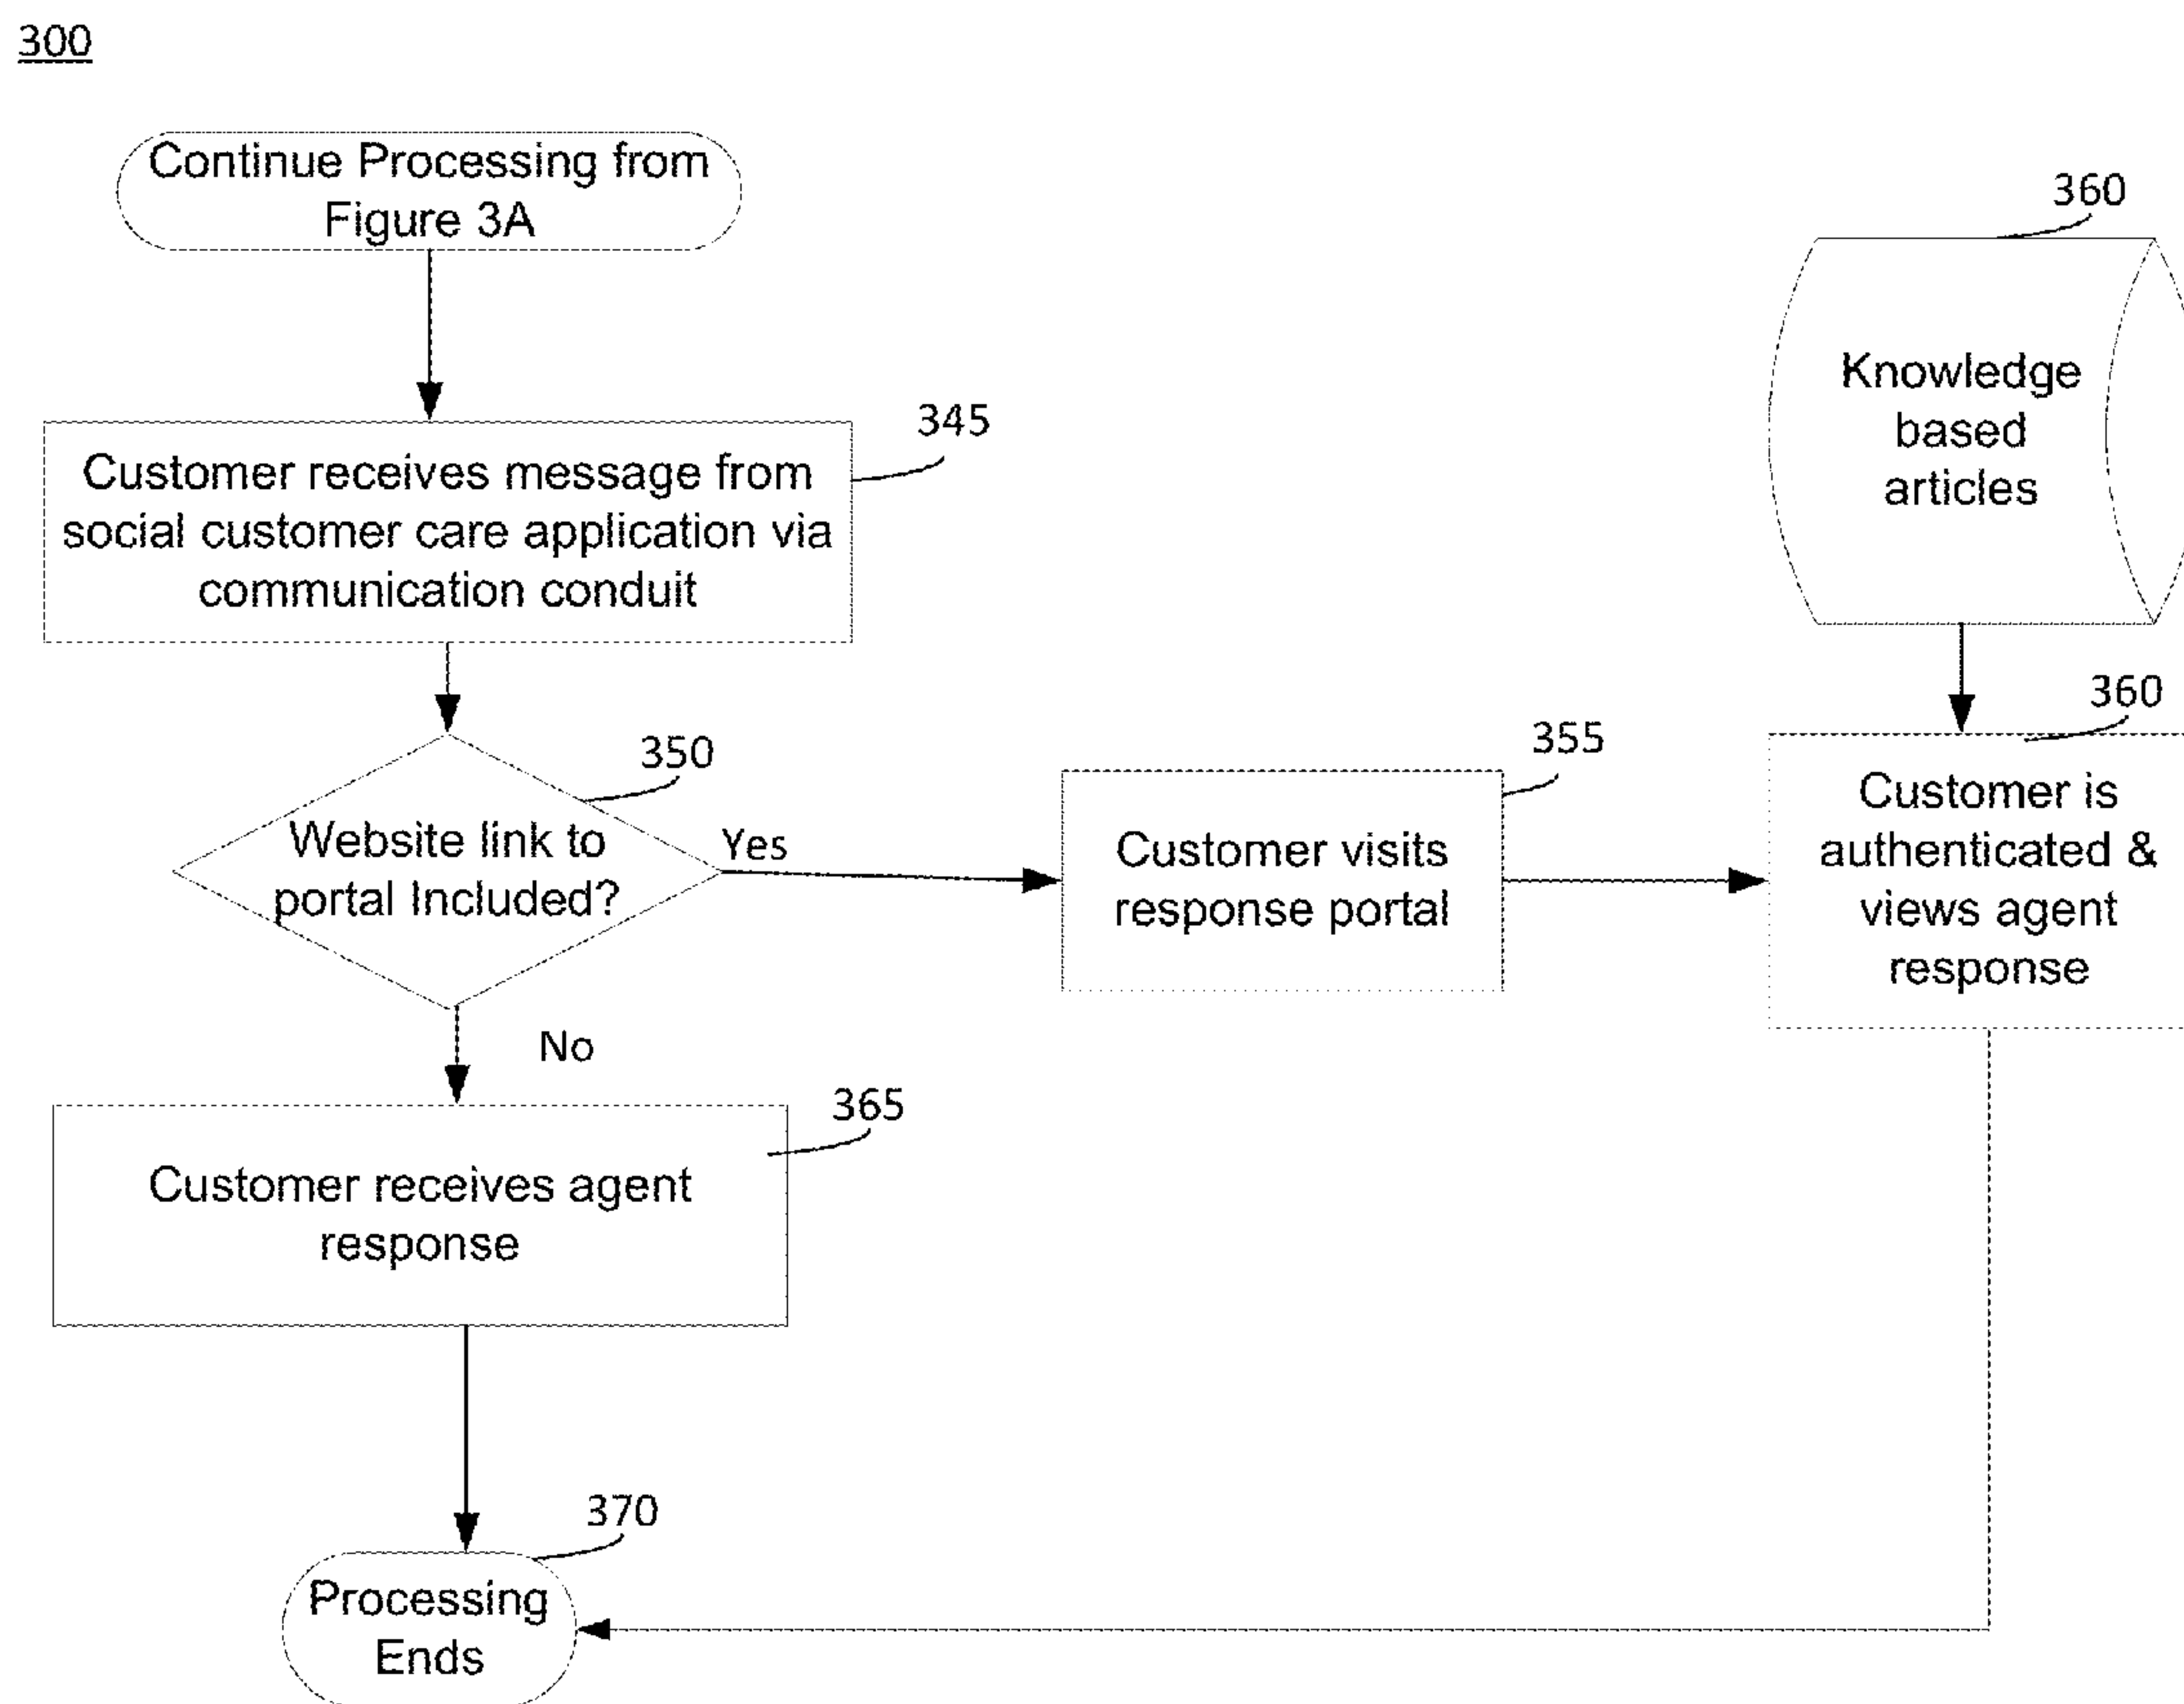 300
Continue Processing from
Figure 3A
345
Customer receives message from
social customer care application via
communication conduit
350
Website link to
portal Included?
Yes
No
355
Customer visits
response portal
360
Knowledge
based
articles
360
Customer is
authenticated &
views agent
response
365
Customer receives agent
response
370
Processing
Ends